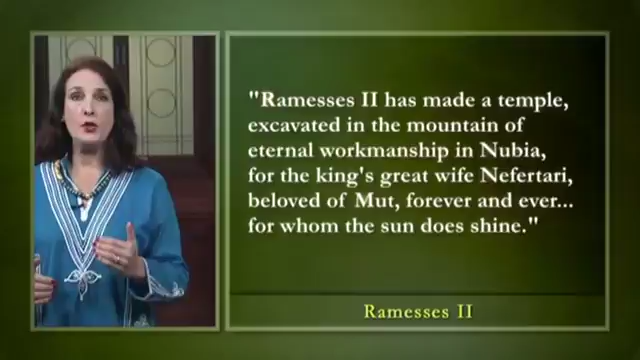 "Ramesses II has made a temple,
excavated in the mountain of
eternal workmanship in Nubia,
for the king's great wife Nefertari,
beloved of Mut, forever and ever...
for whom the sun does shine."
Ramesses II